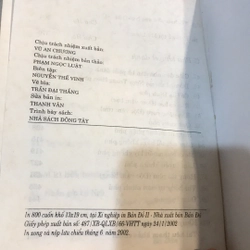 Chịu trách nhiệm xuất bản:
VŨ AN CHƯƠNG
Chịu trách nhiệm bản thảo:
PHẠM NGỌC LUẬT
Biên tập:
NGUYỄN THẾ VINH
Vẽ bìa:
TRẦN ĐẠI THẮNG
Sửa bản in:
THANH VÂN
Trình bày sách:
NHÀ SÁCH ĐÔNG TÂY
In 800 cuốn khổ 13x19 cm, tại Xí nghiệp in Bản Đồ II - Nhà xuất bản Bản Đồ
Giấy phép xuất bản số: 487/XB-QLXB/66-VHTT ngày 24/1/2002
In xong và nộp lưu chiểu tháng 6 năm 2002.